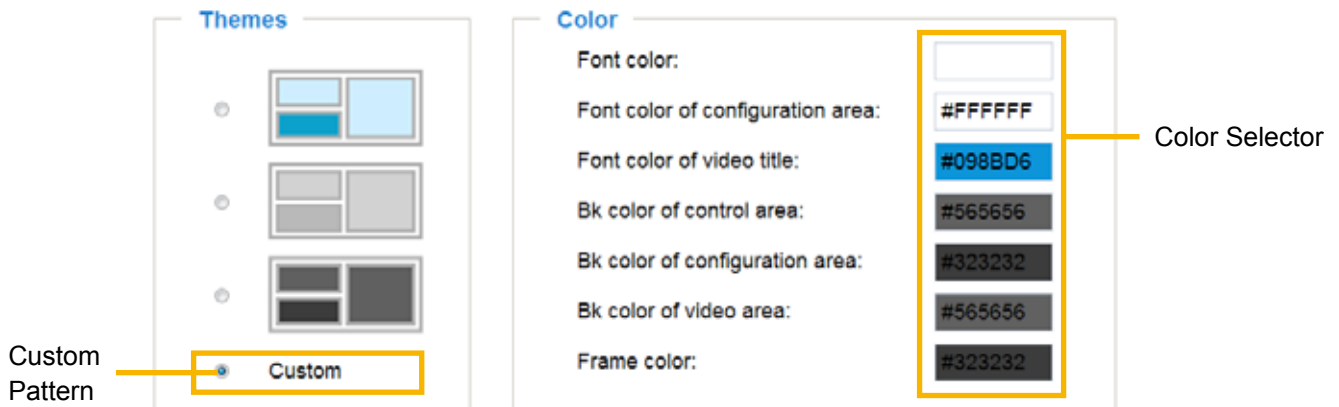 Themes
Custom
Custom
Pattern
Color
Font color:
Font color of configuration area:
#FFFFFF
Font color of video title:
#098BD6
Bk color of control area:
#565656
Bk color of configuration area:
#323232
Bk color of video area:
#565656
Frame color:
#323232
Color Selector